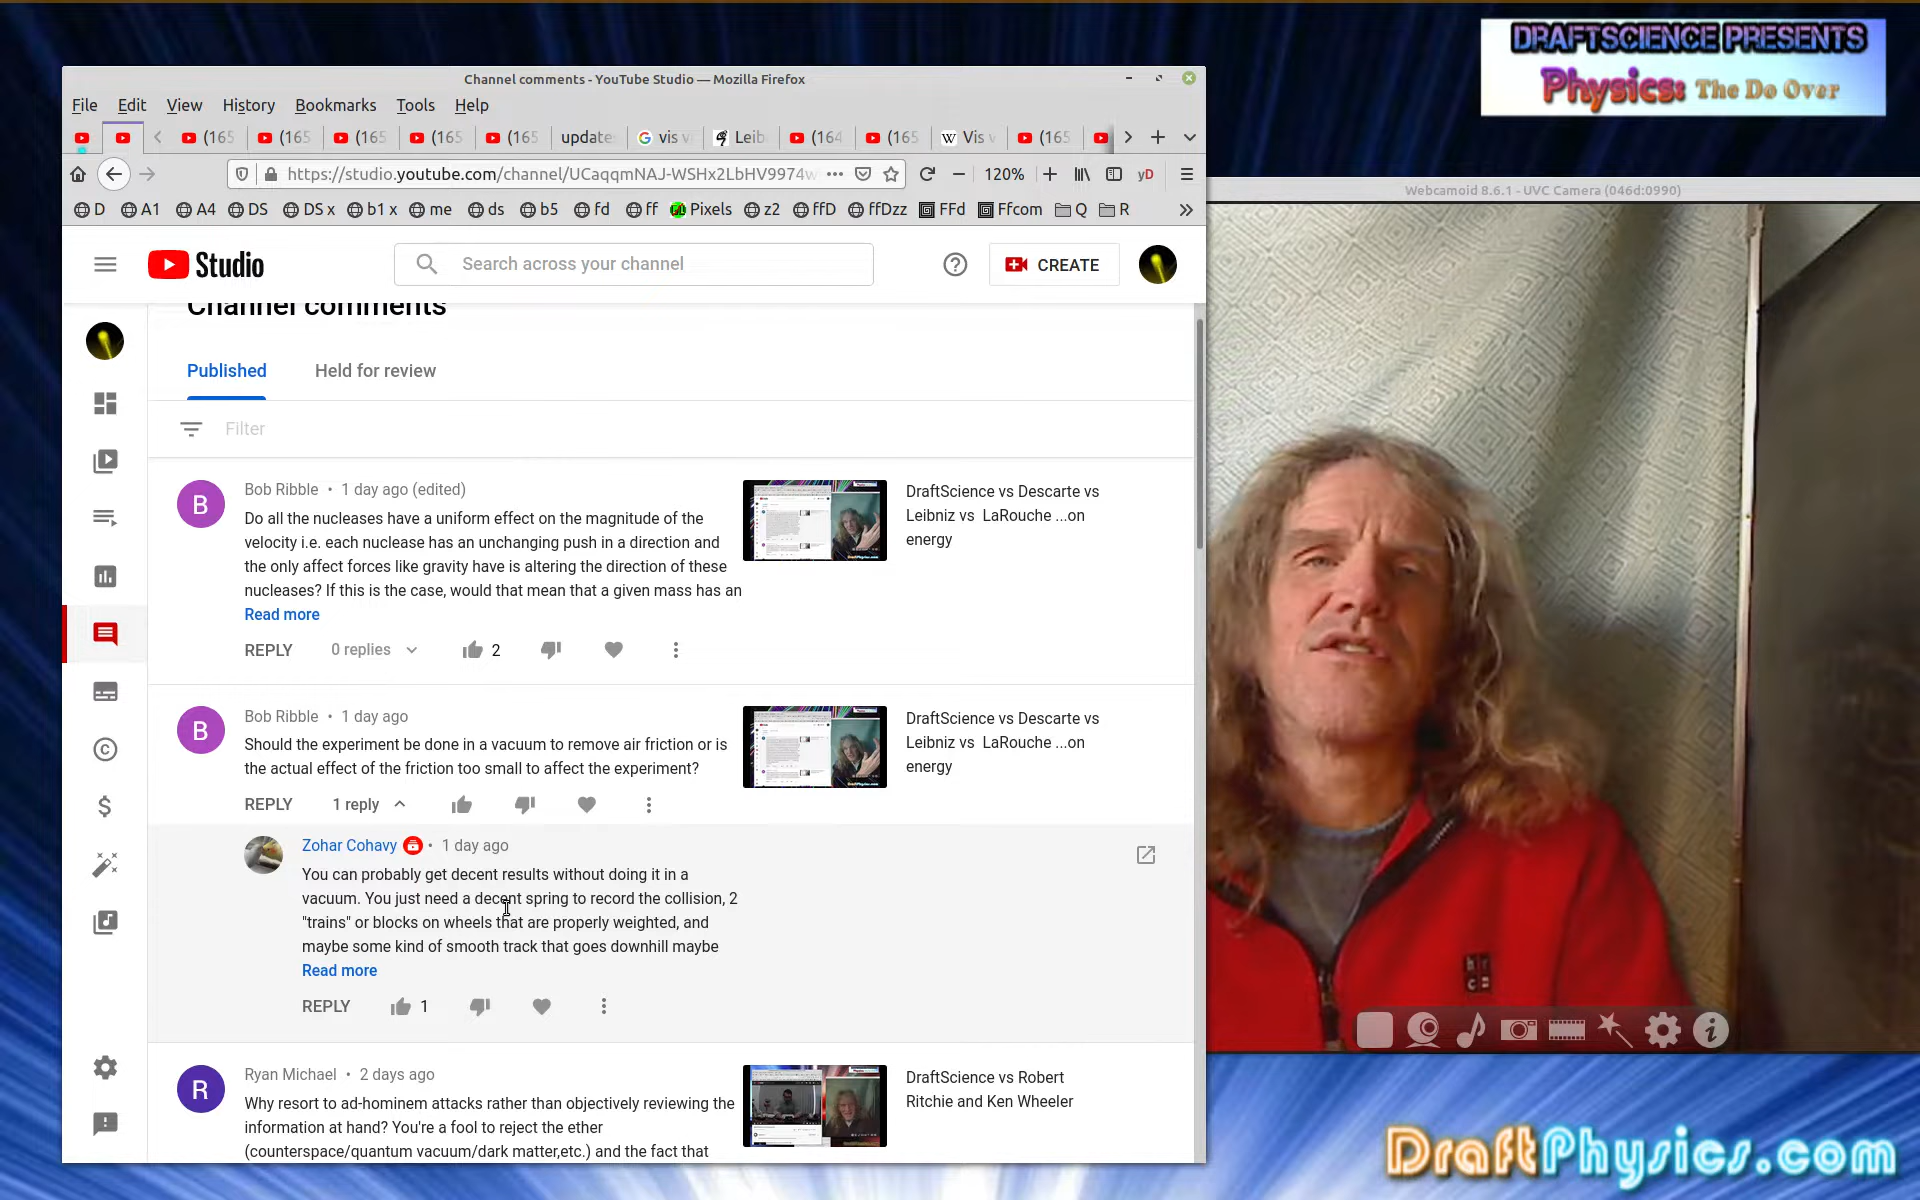 DRAFTSCIENCE PRESENTS
Physics: The Do Over
Channel comments - YouTube Studio — Mozilla Firefox
File Edit View History Bookmarks Tools Help
(165 (165 (165 (165 (165 update vis v Leib (164 (165 Vis v (165
https://studio.youtube.com/channel/UCaqqmNAJ-WSHx2LbHV9974w 120% yD
D A1 A4 DS DS x b1 x me ds b5 fd ff Pixels z2 ffD ffDzz FFd Ffcom Q R
Webcamoid 8.6.1 - UVC Camera (046d:0990)
Studio
Search across your channel
CREATE
Channel comments
Published Held for review
Filter
B
Bob Ribble • 1 day ago (edited)
Do all the nucleases have a uniform effect on the magnitude of the
velocity i.e. each nuclease has an unchanging push in a direction and
the only affect forces like gravity have is altering the direction of these
nucleases? If this is the case, would that mean that a given mass has an
Read more
REPLY 0 replies 2
DraftScience vs Descarte vs
Leibniz vs LaRouche ...on
energy
B
Bob Ribble • 1 day ago
Should the experiment be done in a vacuum to remove air friction or is
the actual effect of the friction too small to affect the experiment?
REPLY 1 reply
DraftScience vs Descarte vs
Leibniz vs LaRouche ...on
energy
Zohar Cohavy • 1 day ago
You can probably get decent results without doing it in a
vacuum. You just need a decent spring to record the collision, 2
"trains" or blocks on wheels that are properly weighted, and
maybe some kind of smooth track that goes downhill maybe
Read more
REPLY 1
R
Ryan Michael • 2 days ago
Why resort to ad-hominem attacks rather than objectively reviewing the
information at hand? You're a fool to reject the ether
(counterspace/quantum vacuum/dark matter,etc.) and the fact that
DraftScience vs Robert
Ritchie and Ken Wheeler
DraftPhysics.com